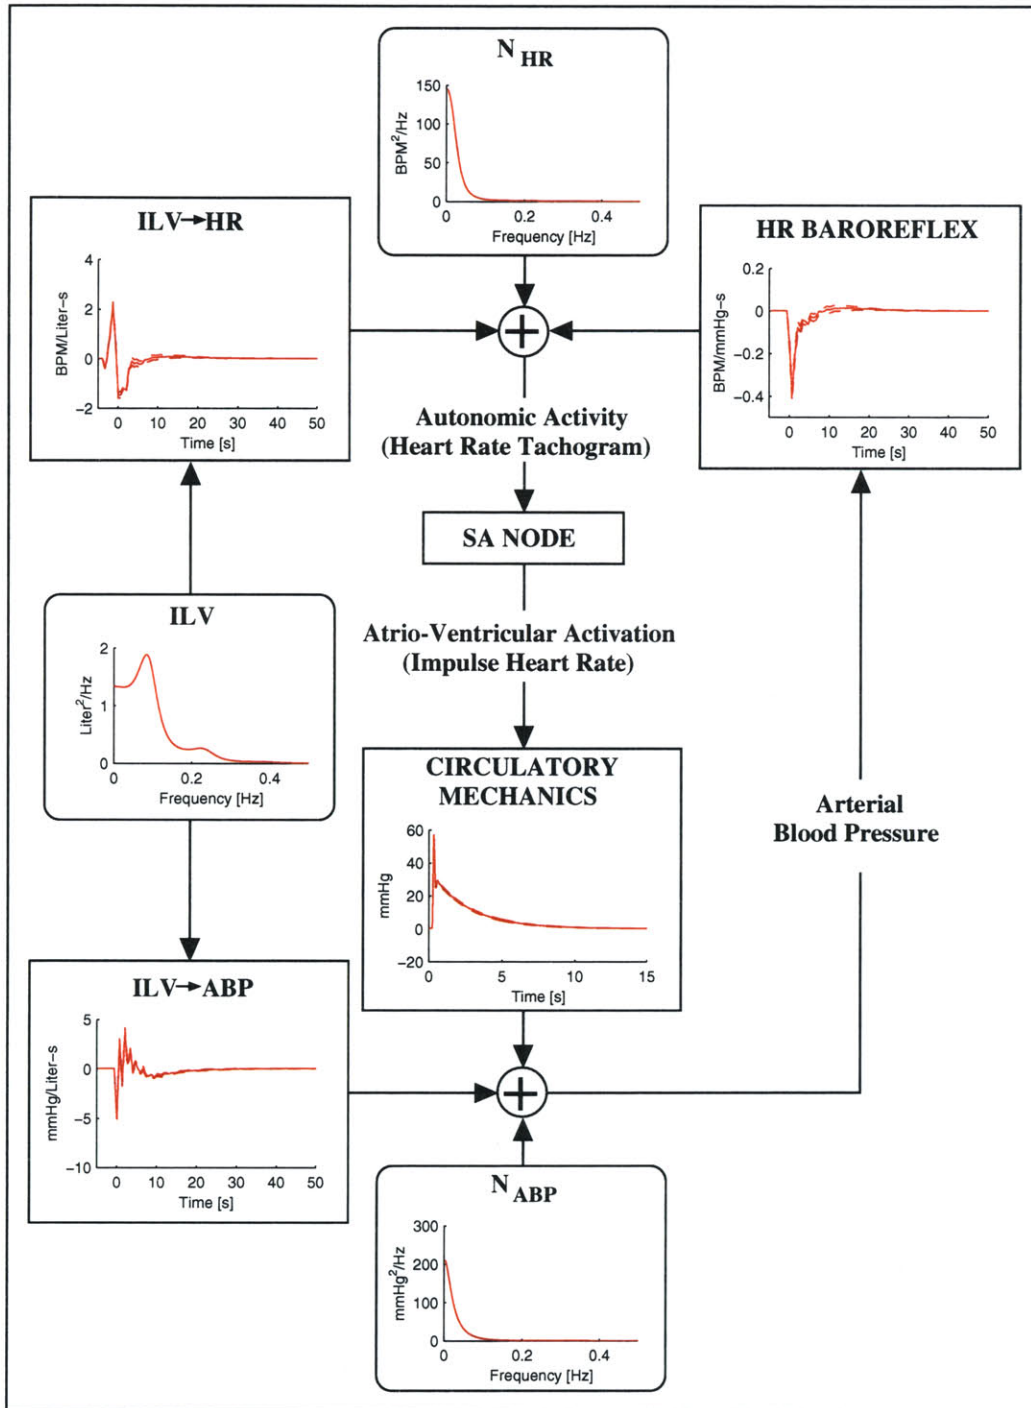 N HR
BPM²/Hz
150
100
50
0
0 0.2 0.4
Frequency [Hz]
ILV→HR
BPM/Liter-s
4
2
0
-2
0 10 20 30 40 50
Time [s]
HR BAROREFLEX
BPM/mmHg-s
0.2
0
-0.2
-0.4
0 10 20 30 40 50
Time [s]
+
Autonomic Activity
(Heart Rate Tachogram)
SA NODE
ILV
Liter²/Hz
2
1
0
0 0.2 0.4
Frequency [Hz]
Atrio-Ventricular Activation
(Impulse Heart Rate)
CIRCULATORY
MECHANICS
mmHg
60
40
20
0
-20
0 5 10 15
Time [s]
Arterial
Blood Pressure
ILV→ABP
mmHg/Liter-s
5
0
-5
-10
0 10 20 30 40 50
Time [s]
+
N ABP
mmHg²/Hz
300
200
100
0
0 0.2 0.4
Frequency [Hz]